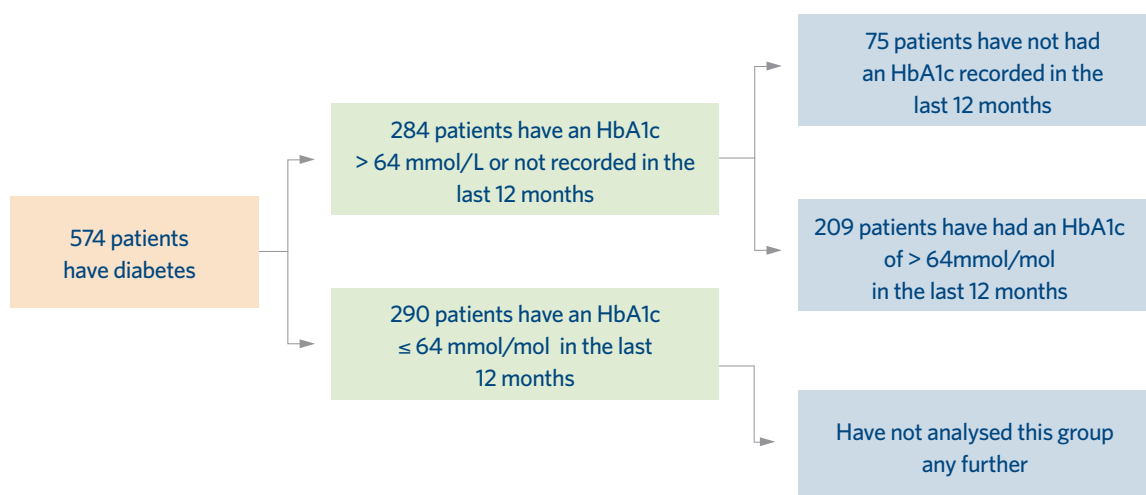 574 patients
have diabetes
284 patients have an HbA1c
> 64 mmol/L or not recorded in the
last 12 months
290 patients have an HbA1c
≤ 64 mmol/mol in the last
12 months
75 patients have not had
an HbA1c recorded in the
last 12 months
209 patients have had an HbA1c
of > 64mmol/mol
in the last 12 months
Have not analysed this group
any further